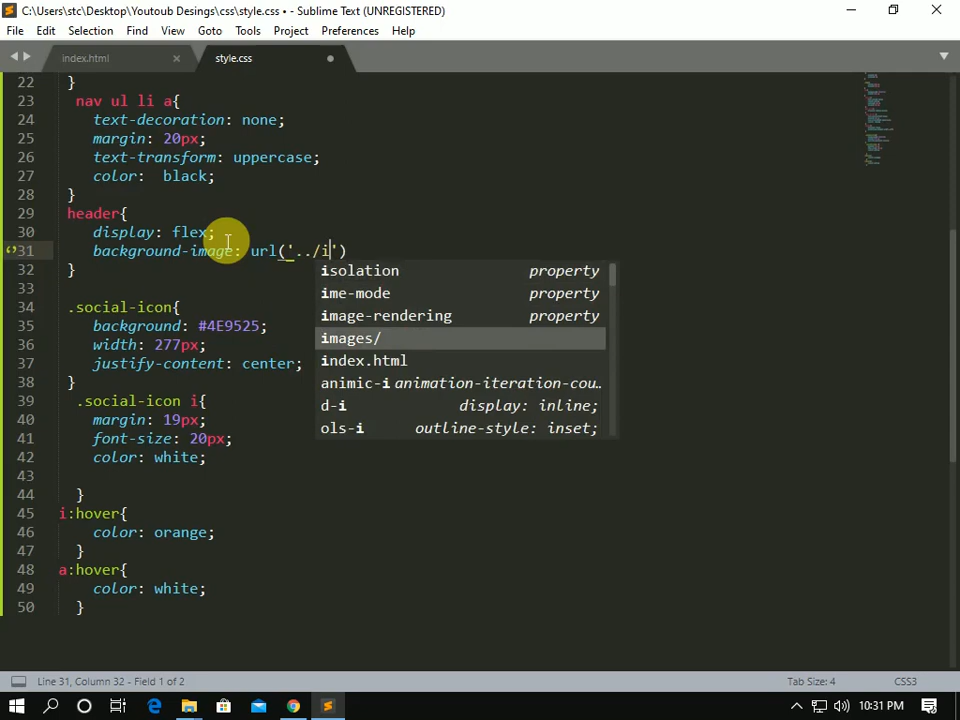 C:\Users\stc\Desktop\Youtoub Desings\css\style.css • - Sublime Text (UNREGISTERED)
File Edit Selection Find View Goto Tools Project Preferences Help
index.html style.css
22 }
23 nav ul li a{
24 text-decoration: none;
25 margin: 20px;
26 text-transform: uppercase;
27 color: black;
28 }
29 header{
30 display: flex;
31 background-image: url('../i')
32 }
33
34 .social-icon{
35 background: #4E9525;
36 width: 277px;
37 justify-content: center;
38 }
39 .social-icon i{
40 margin: 19px;
41 font-size: 20px;
42 color: white;
43
44 }
45 i:hover{
46 color: orange;
47 }
48 a:hover{
49 color: white;
50 }
isolation property
ime-mode property
image-rendering property
images/
index.html
animic-i animation-iteration-cou…
d-i display: inline;
ols-i outline-style: inset;
Line 31, Column 32 - Field 1 of 2 Tab Size: 4 CSS3
10:31 PM